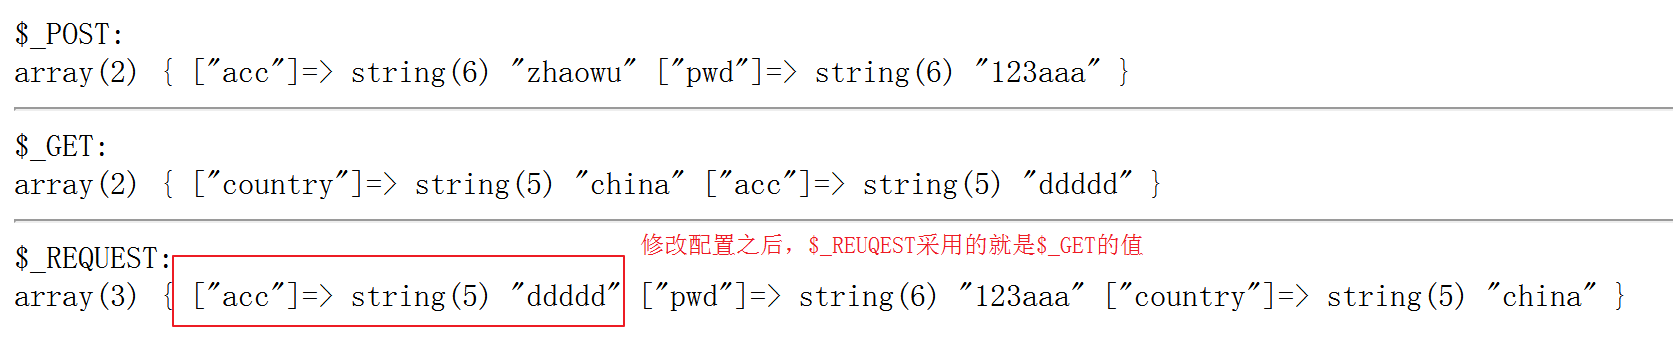 $_POST:
array(2) { ["acc"]=> string(6) "zhaowu" ["pwd"]=> string(6) "123aaa" }
$_GET:
array(2) { ["country"]=> string(5) "china" ["acc"]=> string(5) "ddddd" }
修改配置之后，$_REUQEST采用的就是$_GET的值
$_REQUEST:
array(3) { ["acc"]=> string(5) "ddddd" ["pwd"]=> string(6) "123aaa" ["country"]=> string(5) "china" }